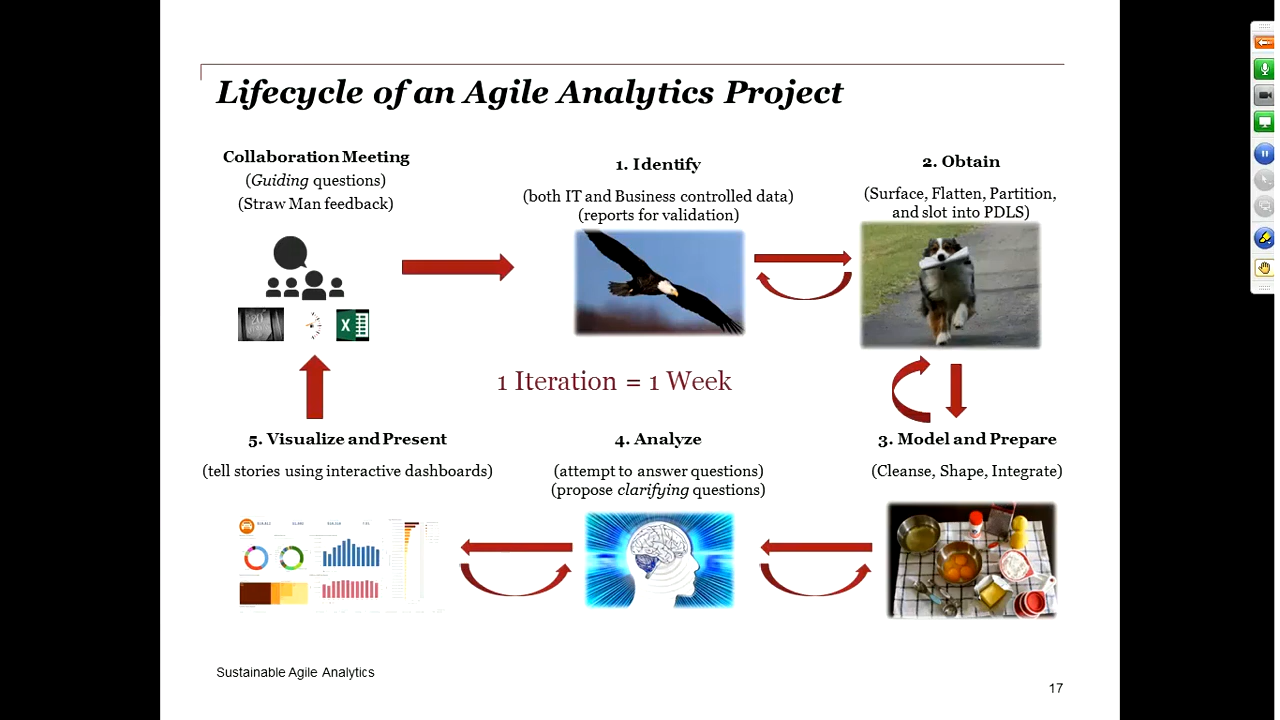 Lifecycle of an Agile Analytics Project
Collaboration Meeting
(Guiding questions)
(Straw Man feedback)
1. Identify
(both IT and Business controlled data)
(reports for validation)
2. Obtain
(Surface, Flatten, Partition,
and slot into PDLS)
X
1 Iteration = 1 Week
5. Visualize and Present
(tell stories using interactive dashboards)
4. Analyze
(attempt to answer questions)
(propose clarifying questions)
3. Model and Prepare
(Cleanse, Shape, Integrate)
Sustainable Agile Analytics
17